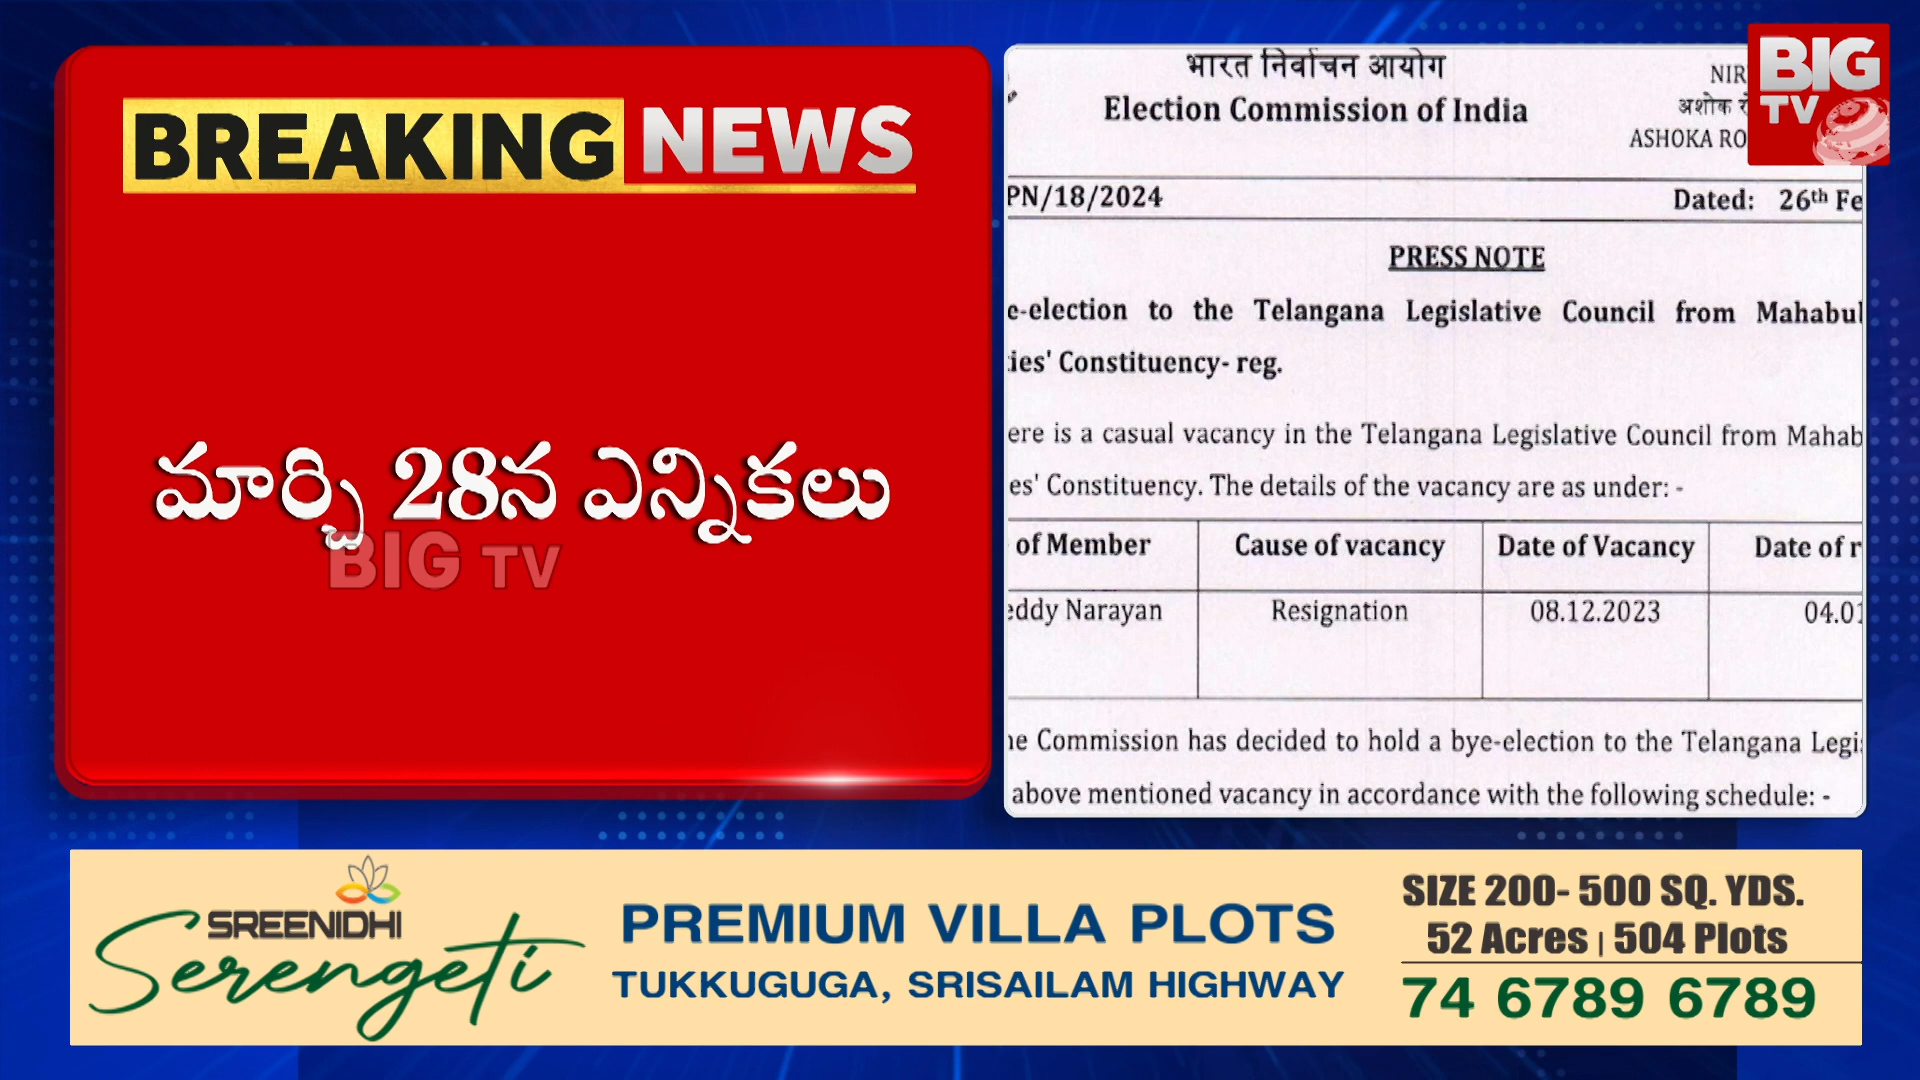 BREAKING NEWS
మార్చి 28న ఎన్నికలు
BIG TV
भारत निर्वाचन आयोग
Election Commission of India
NIR
अशोक
ASHOKA RO
BIG
TV
PN/18/2024
Dated: 26th Fe
PRESS NOTE
e-election to the Telangana Legislative Council from Mahabul
ies' Constituency- reg.
ere is a casual vacancy in the Telangana Legislative Council from Mahab
es' Constituency. The details of the vacancy are as under: -
of Member
Cause of vacancy
Date of Vacancy
Date of r
eddy Narayan
Resignation
08.12.2023
04.01
he Commission has decided to hold a bye-election to the Telangana Legi
above mentioned vacancy in accordance with the following schedule: -
SREENIDHI
Serengeti
PREMIUM VILLA PLOTS
TUKKUGUGA, SRISAILAM HIGHWAY
SIZE 200- 500 SQ. YDS.
52 Acres | 504 Plots
74 6789 6789